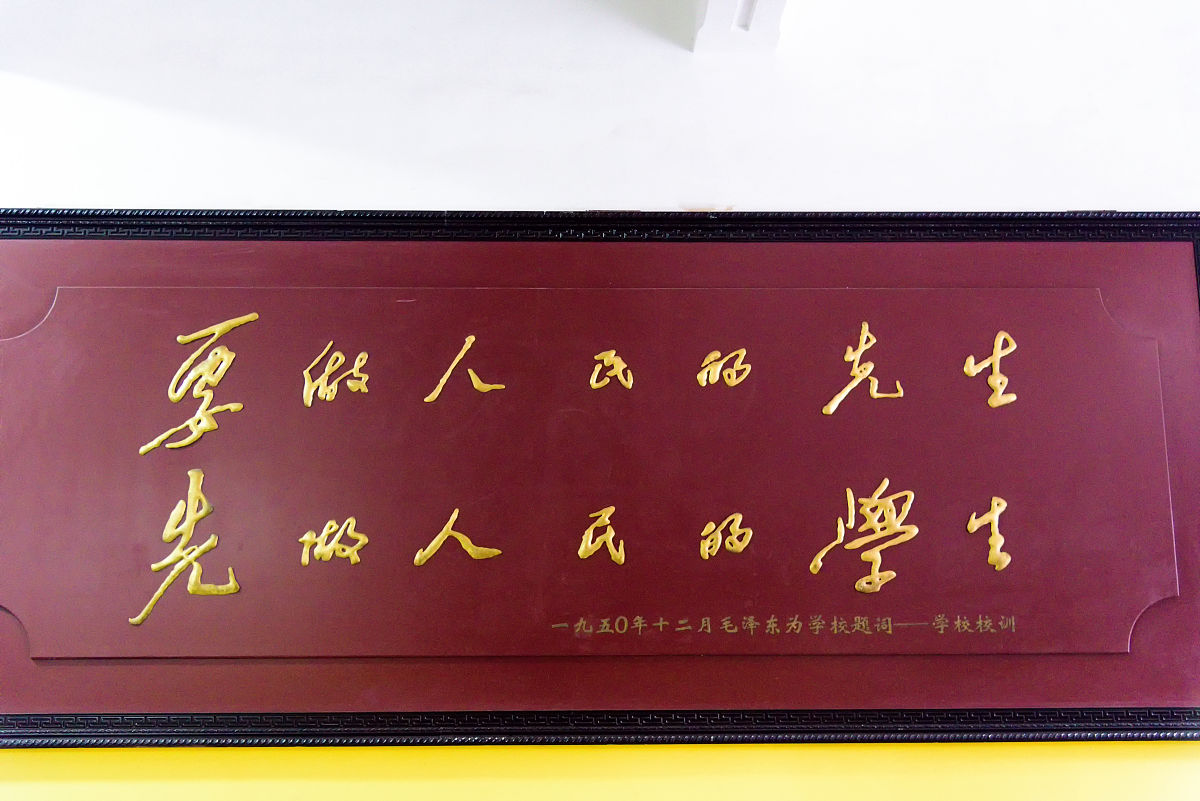 要做人民的先生
先做人民的學生
一九五0年十二月毛泽东为学校题词——学校校训